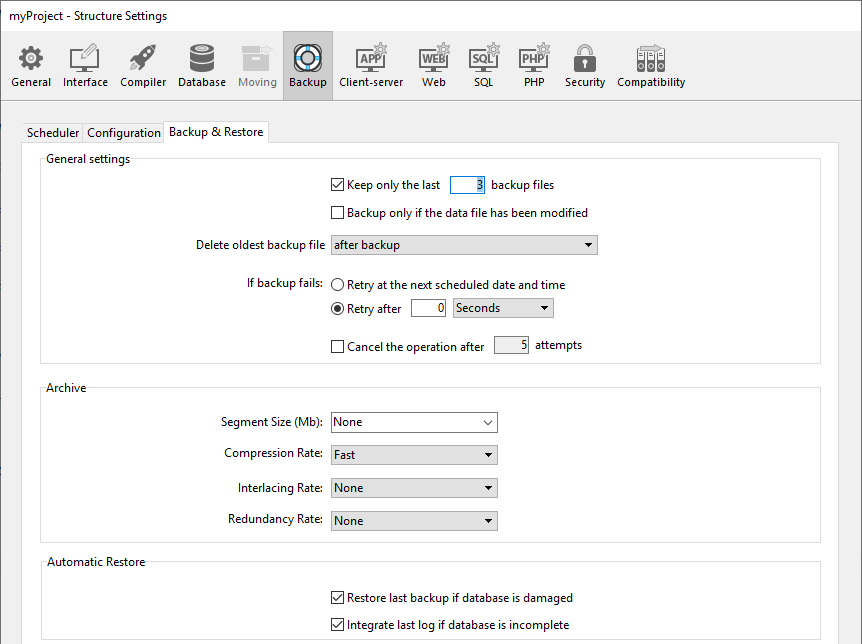 myProject - Structure Settings
APP WEB SQL PHP
General Interface Compiler Database Moving Backup Client-server Web SQL PHP Security Compatibility
Scheduler Configuration Backup & Restore
General settings
Keep only the last 3 backup files
Backup only if the data file has been modified
Delete oldest backup file after backup
If backup fails: Retry at the next scheduled date and time
Retry after 0 Seconds
Cancel the operation after 5 attempts
Archive
Segment Size (Mb): None
Compression Rate: Fast
Interlacing Rate: None
Redundancy Rate: None
Automatic Restore
Restore last backup if database is damaged
Integrate last log if database is incomplete